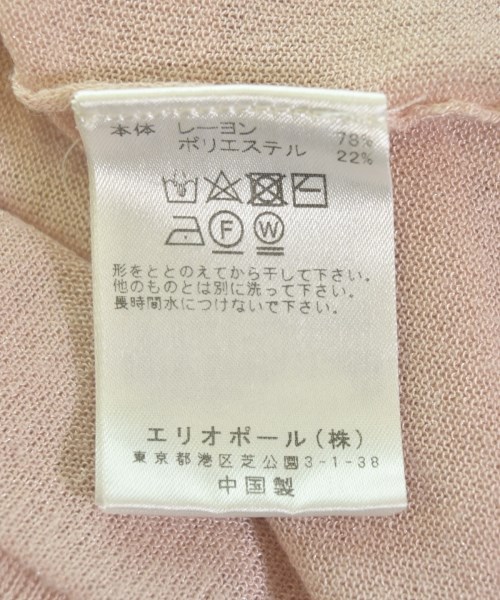 本体 レーヨン 78%
ポリエステル 22%
F W
形をととのえてから干して下さい。
他のものとは別に洗って下さい。
長時間水につけないで下さい。
エリオポール(株)
東京都港区芝公園3-1-38
中国製